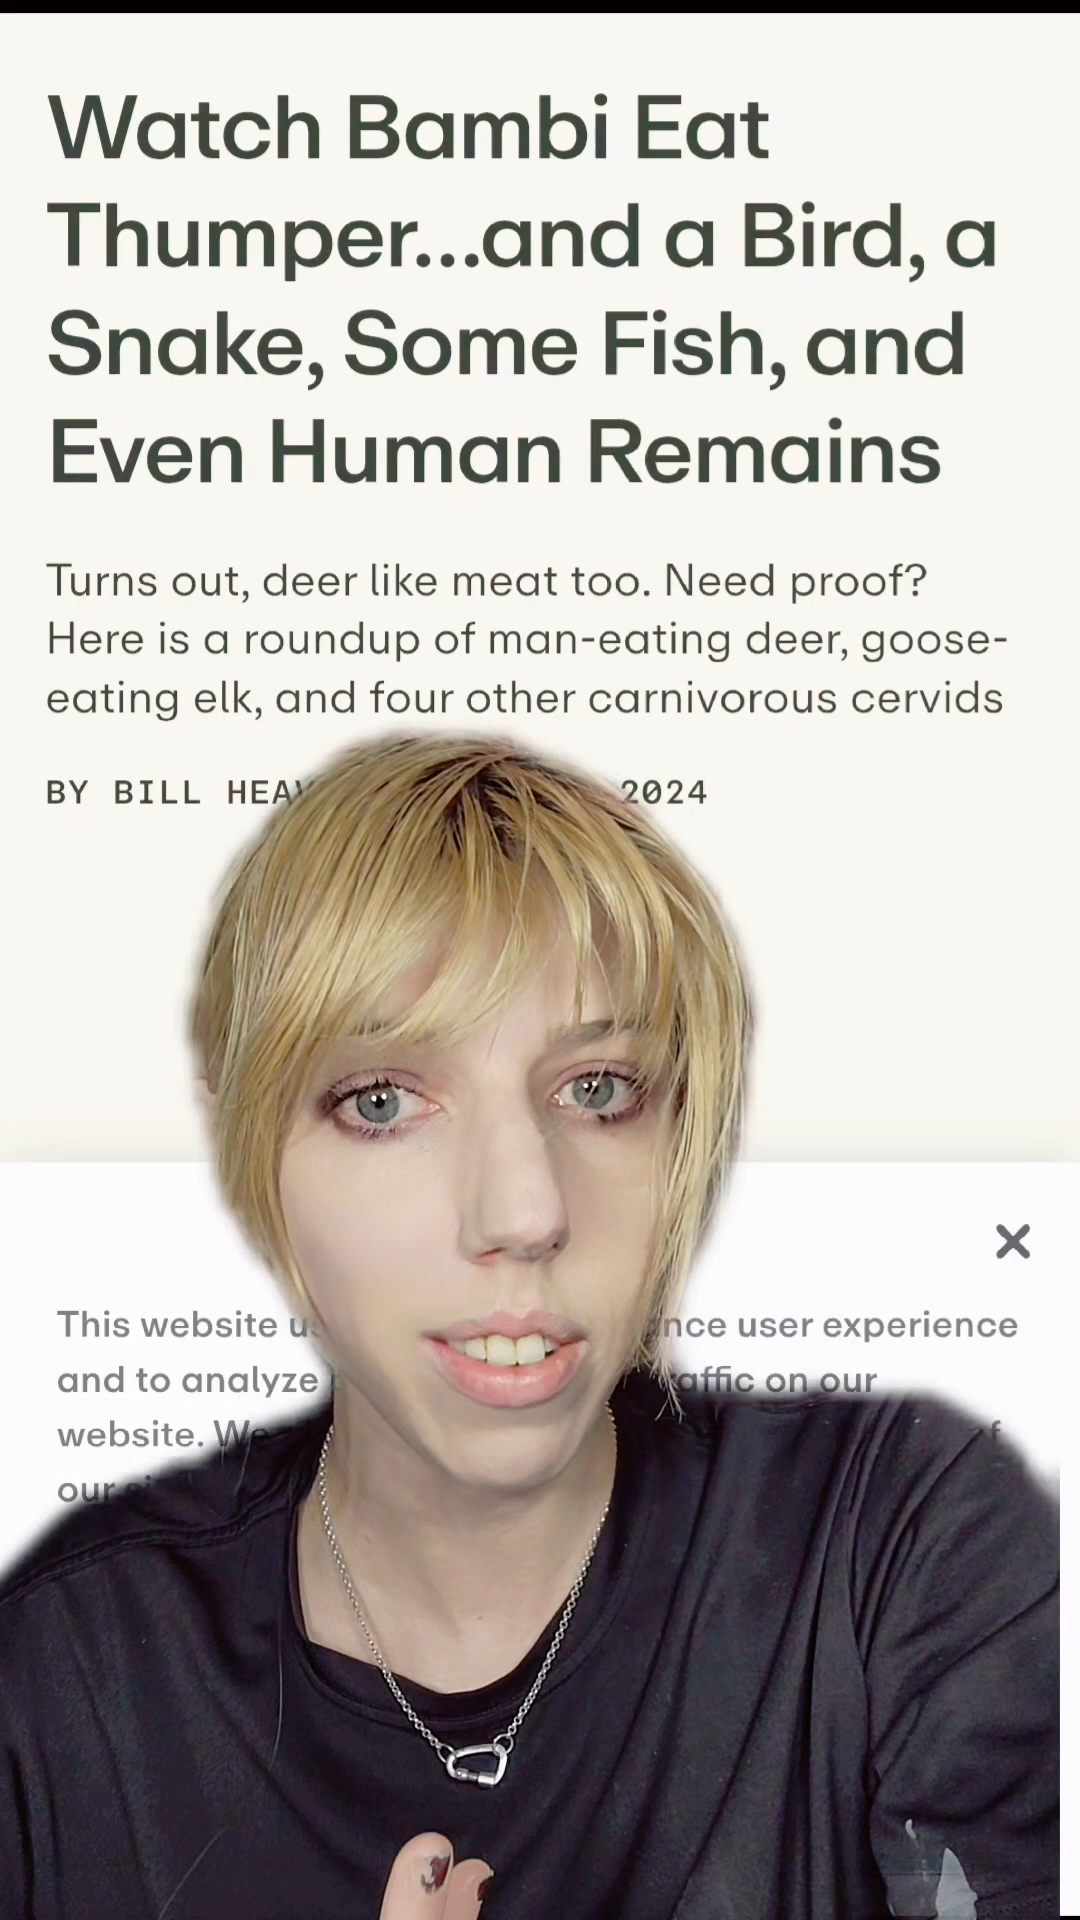 Watch Bambi Eat
Thumper...and a Bird, a
Snake, Some Fish, and
Even Human Remains
Turns out, deer like meat too. Need proof?
Here is a roundup of man-eating deer, goose-
eating elk, and four other carnivorous cervids
BY BILL 2024
This website user experience
and to analyze on our
website. We
our